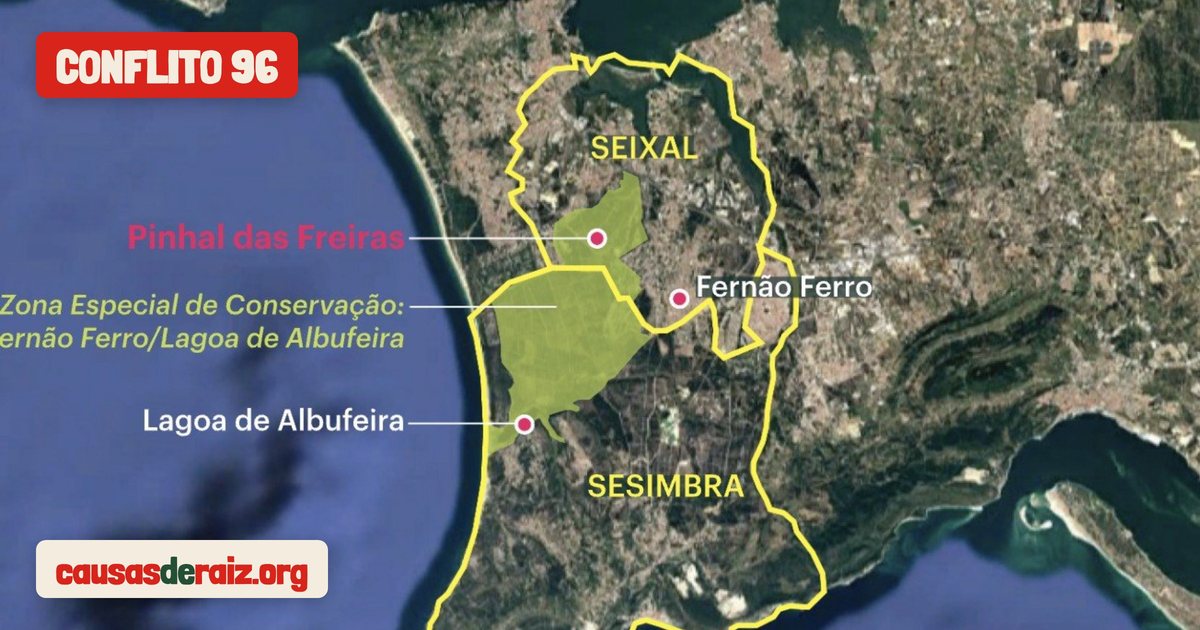 CONFLITO 96
SEIXAL
Pinhal das Freiras
Fernão Ferro
Zona Especial de Conservação:
ernão Ferro/Lagoa de Albufeira
Lagoa de Albufeira
SESIMBRA
causasderaiz.org